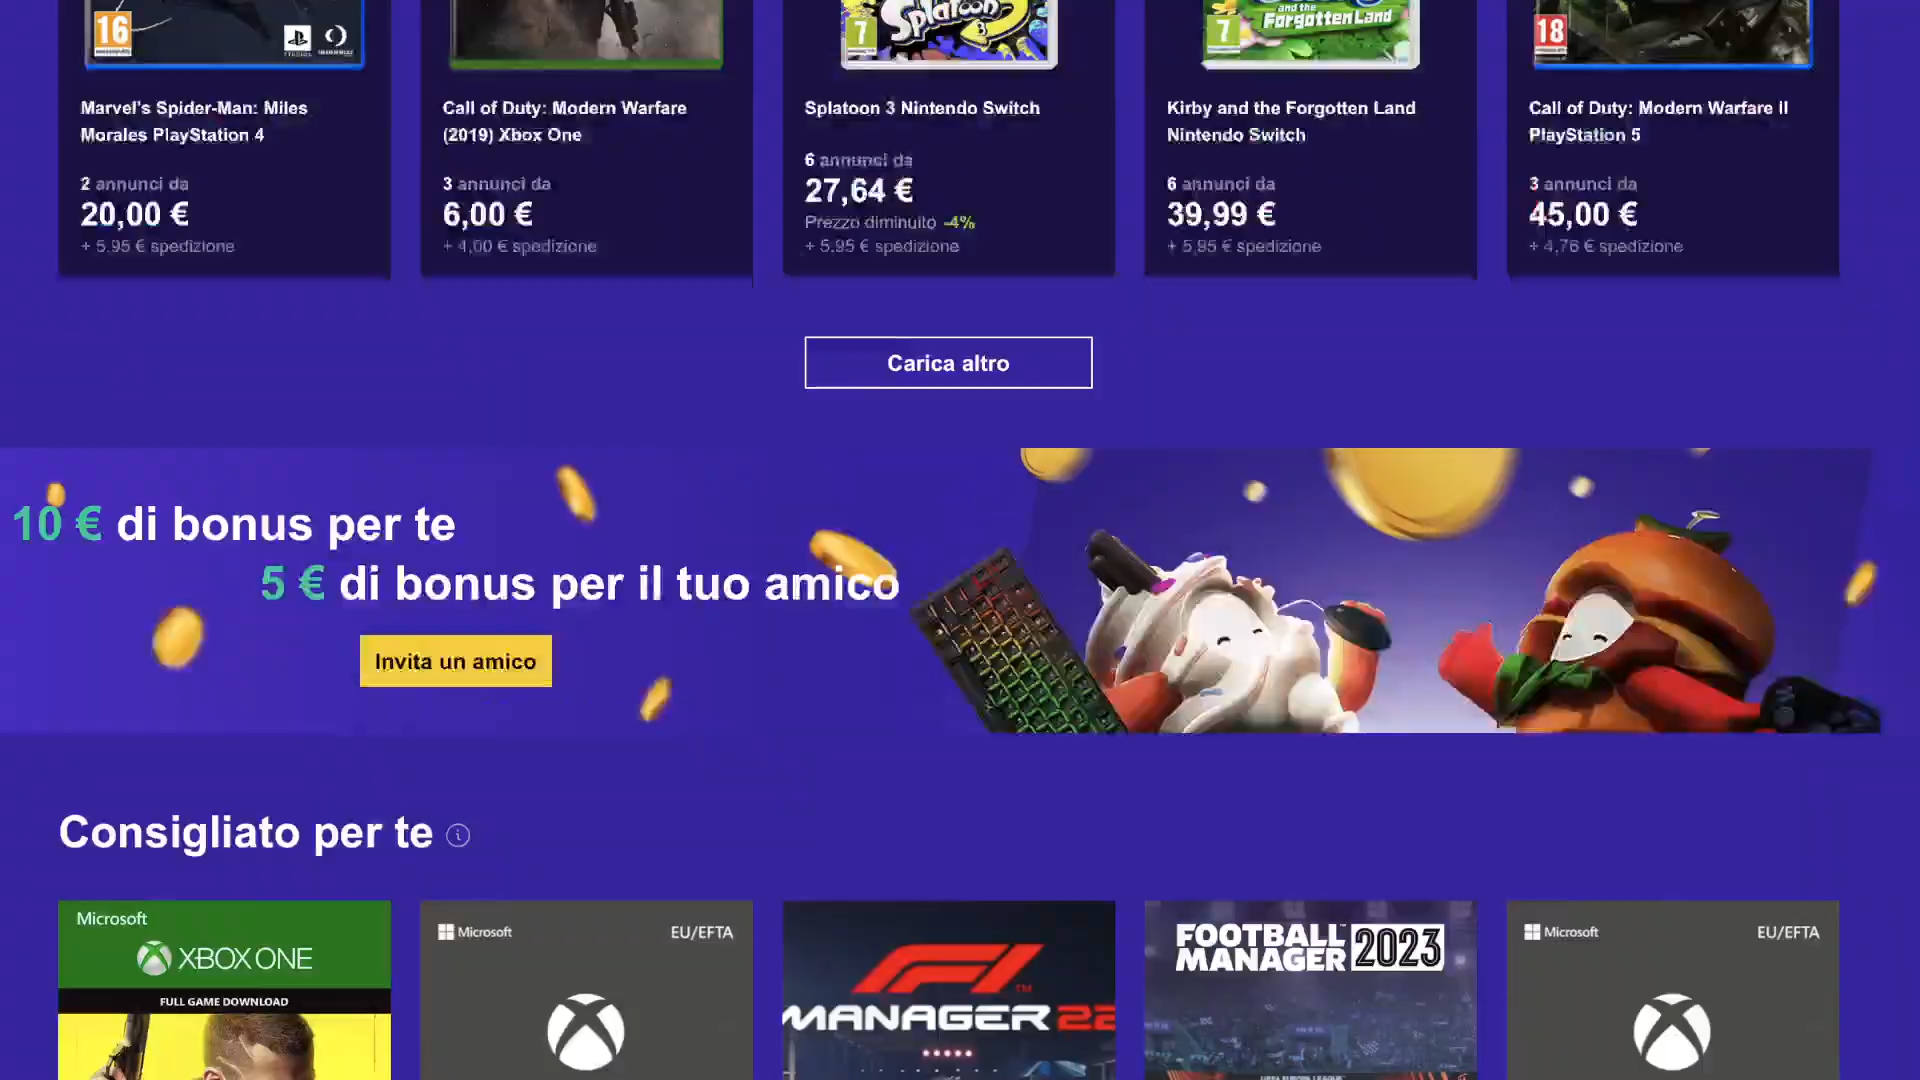 16
7
Splatoon 3
7
and the
Forgotten Land
18
Marvel's Spider-Man: Miles
Morales PlayStation 4
2 annunci da
20,00 €
+ 5,95 € spedizione
Call of Duty: Modern Warfare
(2019) Xbox One
3 annunci da
6,00 €
+ 4,00 € spedizione
Splatoon 3 Nintendo Switch
6 annunci da
27,64 €
Prezzo diminuito -4%
+ 5,95 € spedizione
Kirby and the Forgotten Land
Nintendo Switch
6 annunci da
39,99 €
+ 5,95 € spedizione
Call of Duty: Modern Warfare II
PlayStation 5
3 annunci da
45,00 €
+ 4,76 € spedizione
Carica altro
10 € di bonus per te
5 € di bonus per il tuo amico
Invita un amico
Consigliato per te
Microsoft
XBOX ONE
FULL GAME DOWNLOAD
Microsoft EU/EFTA
F1
MANAGER 22
FOOTBALL
MANAGER 2023
Microsoft EU/EFTA